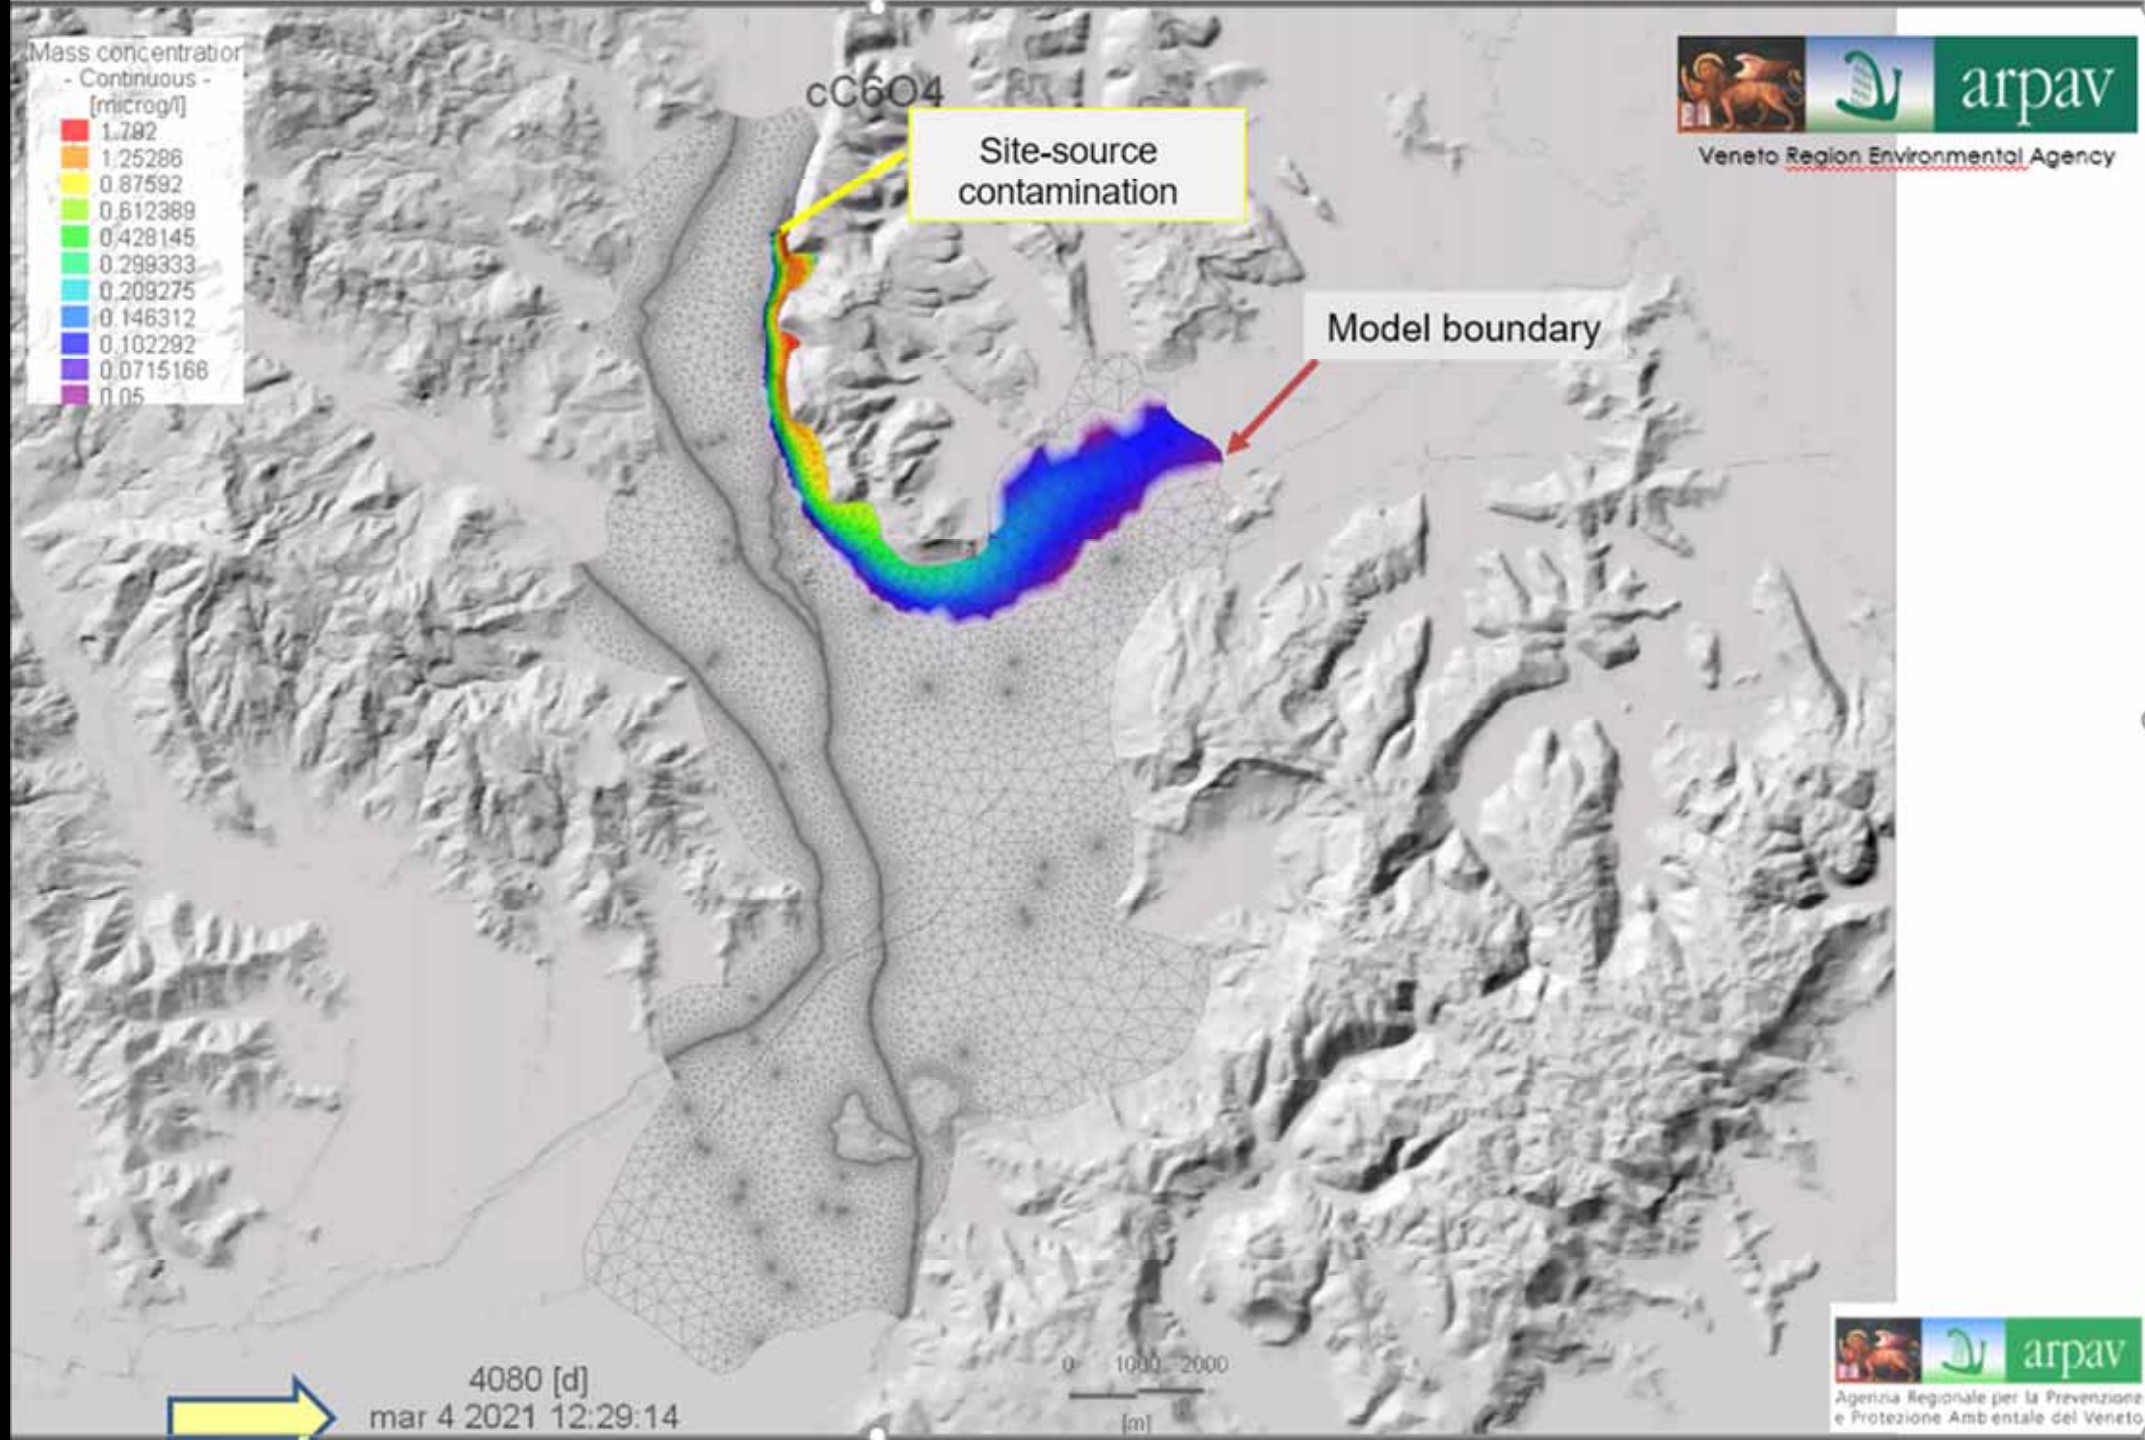 Mass concentration
- Continuous -
[microg/l]
1.792
1.25286
0.87592
0.612389
0.428145
0.299333
0.209275
0.146312
0.102292
0.0715166
0.05
cC6O4
Site-source
contamination
Model boundary
arpav
Veneto Region Environmental Agency
4080 [d]
mar 4 2021 12:29:14
0 1000 2000
[m]
arpav
Agenzia Regionale per la Prevenzione
e Protezione Ambientale del Veneto